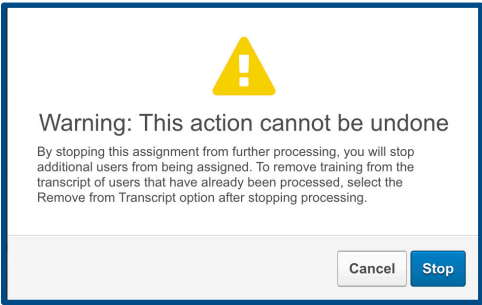 Warning: This action cannot be undone
By stopping this assignment from further processing, you will stop
additional users from being assigned. To remove training from the
transcript of users that have already been processed, select the
Remove from Transcript option after stopping processing.
Cancel Stop